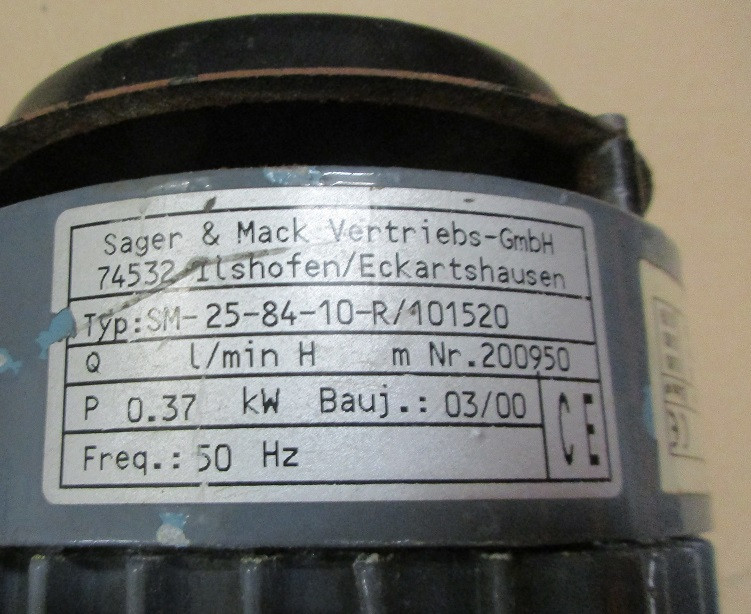 Sager & Mack Vertriebs-GmbH
74532 Ilshofen/Eckartshausen
Typ:SM-25-84-10-R/101520
Q l/min H m Nr.200950
P 0.37 kW Bauj.: 03/00
Freq.: 50 Hz
CE